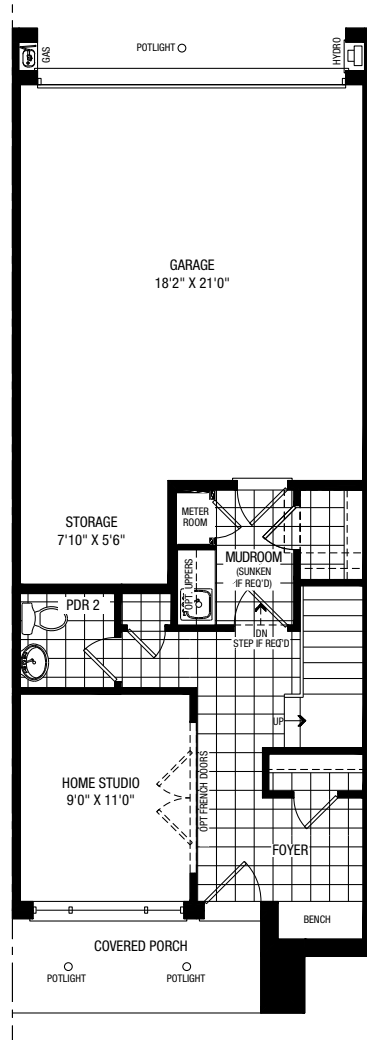 POTLIGHT
GAS
HYDRO
GARAGE
18'2" X 21'0"
METER
ROOM
STORAGE
7'10" X 5'6"
MUDROOM
(SUNKEN
IF REQ'D)
OPT. UPPERS
PDR 2
DN
STEP IF REQ'D
UP
HOME STUDIO
9'0" X 11'0"
OPT FRENCH DOORS
FOYER
BENCH
COVERED PORCH
POTLIGHT
POTLIGHT